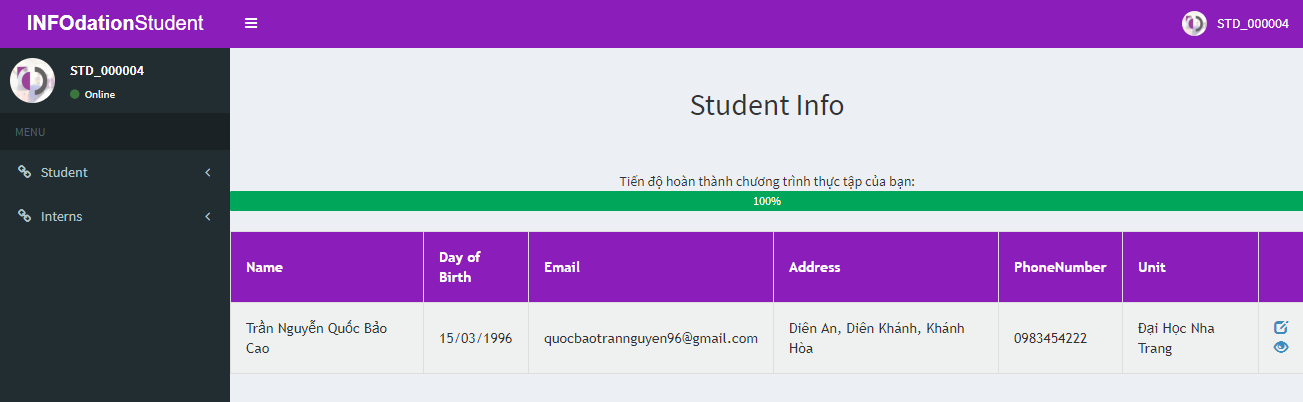 INFOdationStudent
STD_000004
STD_000004
Online
MENU
Student
Interns
Student Info
Tiến độ hoàn thành chương trình thực tập của bạn:
100%
Name
Day of
Birth
Email
Address
PhoneNumber
Unit
Trần Nguyễn Quốc Bảo
Cao
15/03/1996
quocbaotrannguyen96@gmail.com
Diên An, Diên Khánh, Khánh
Hòa
0983454222
Đại Học Nha
Trang